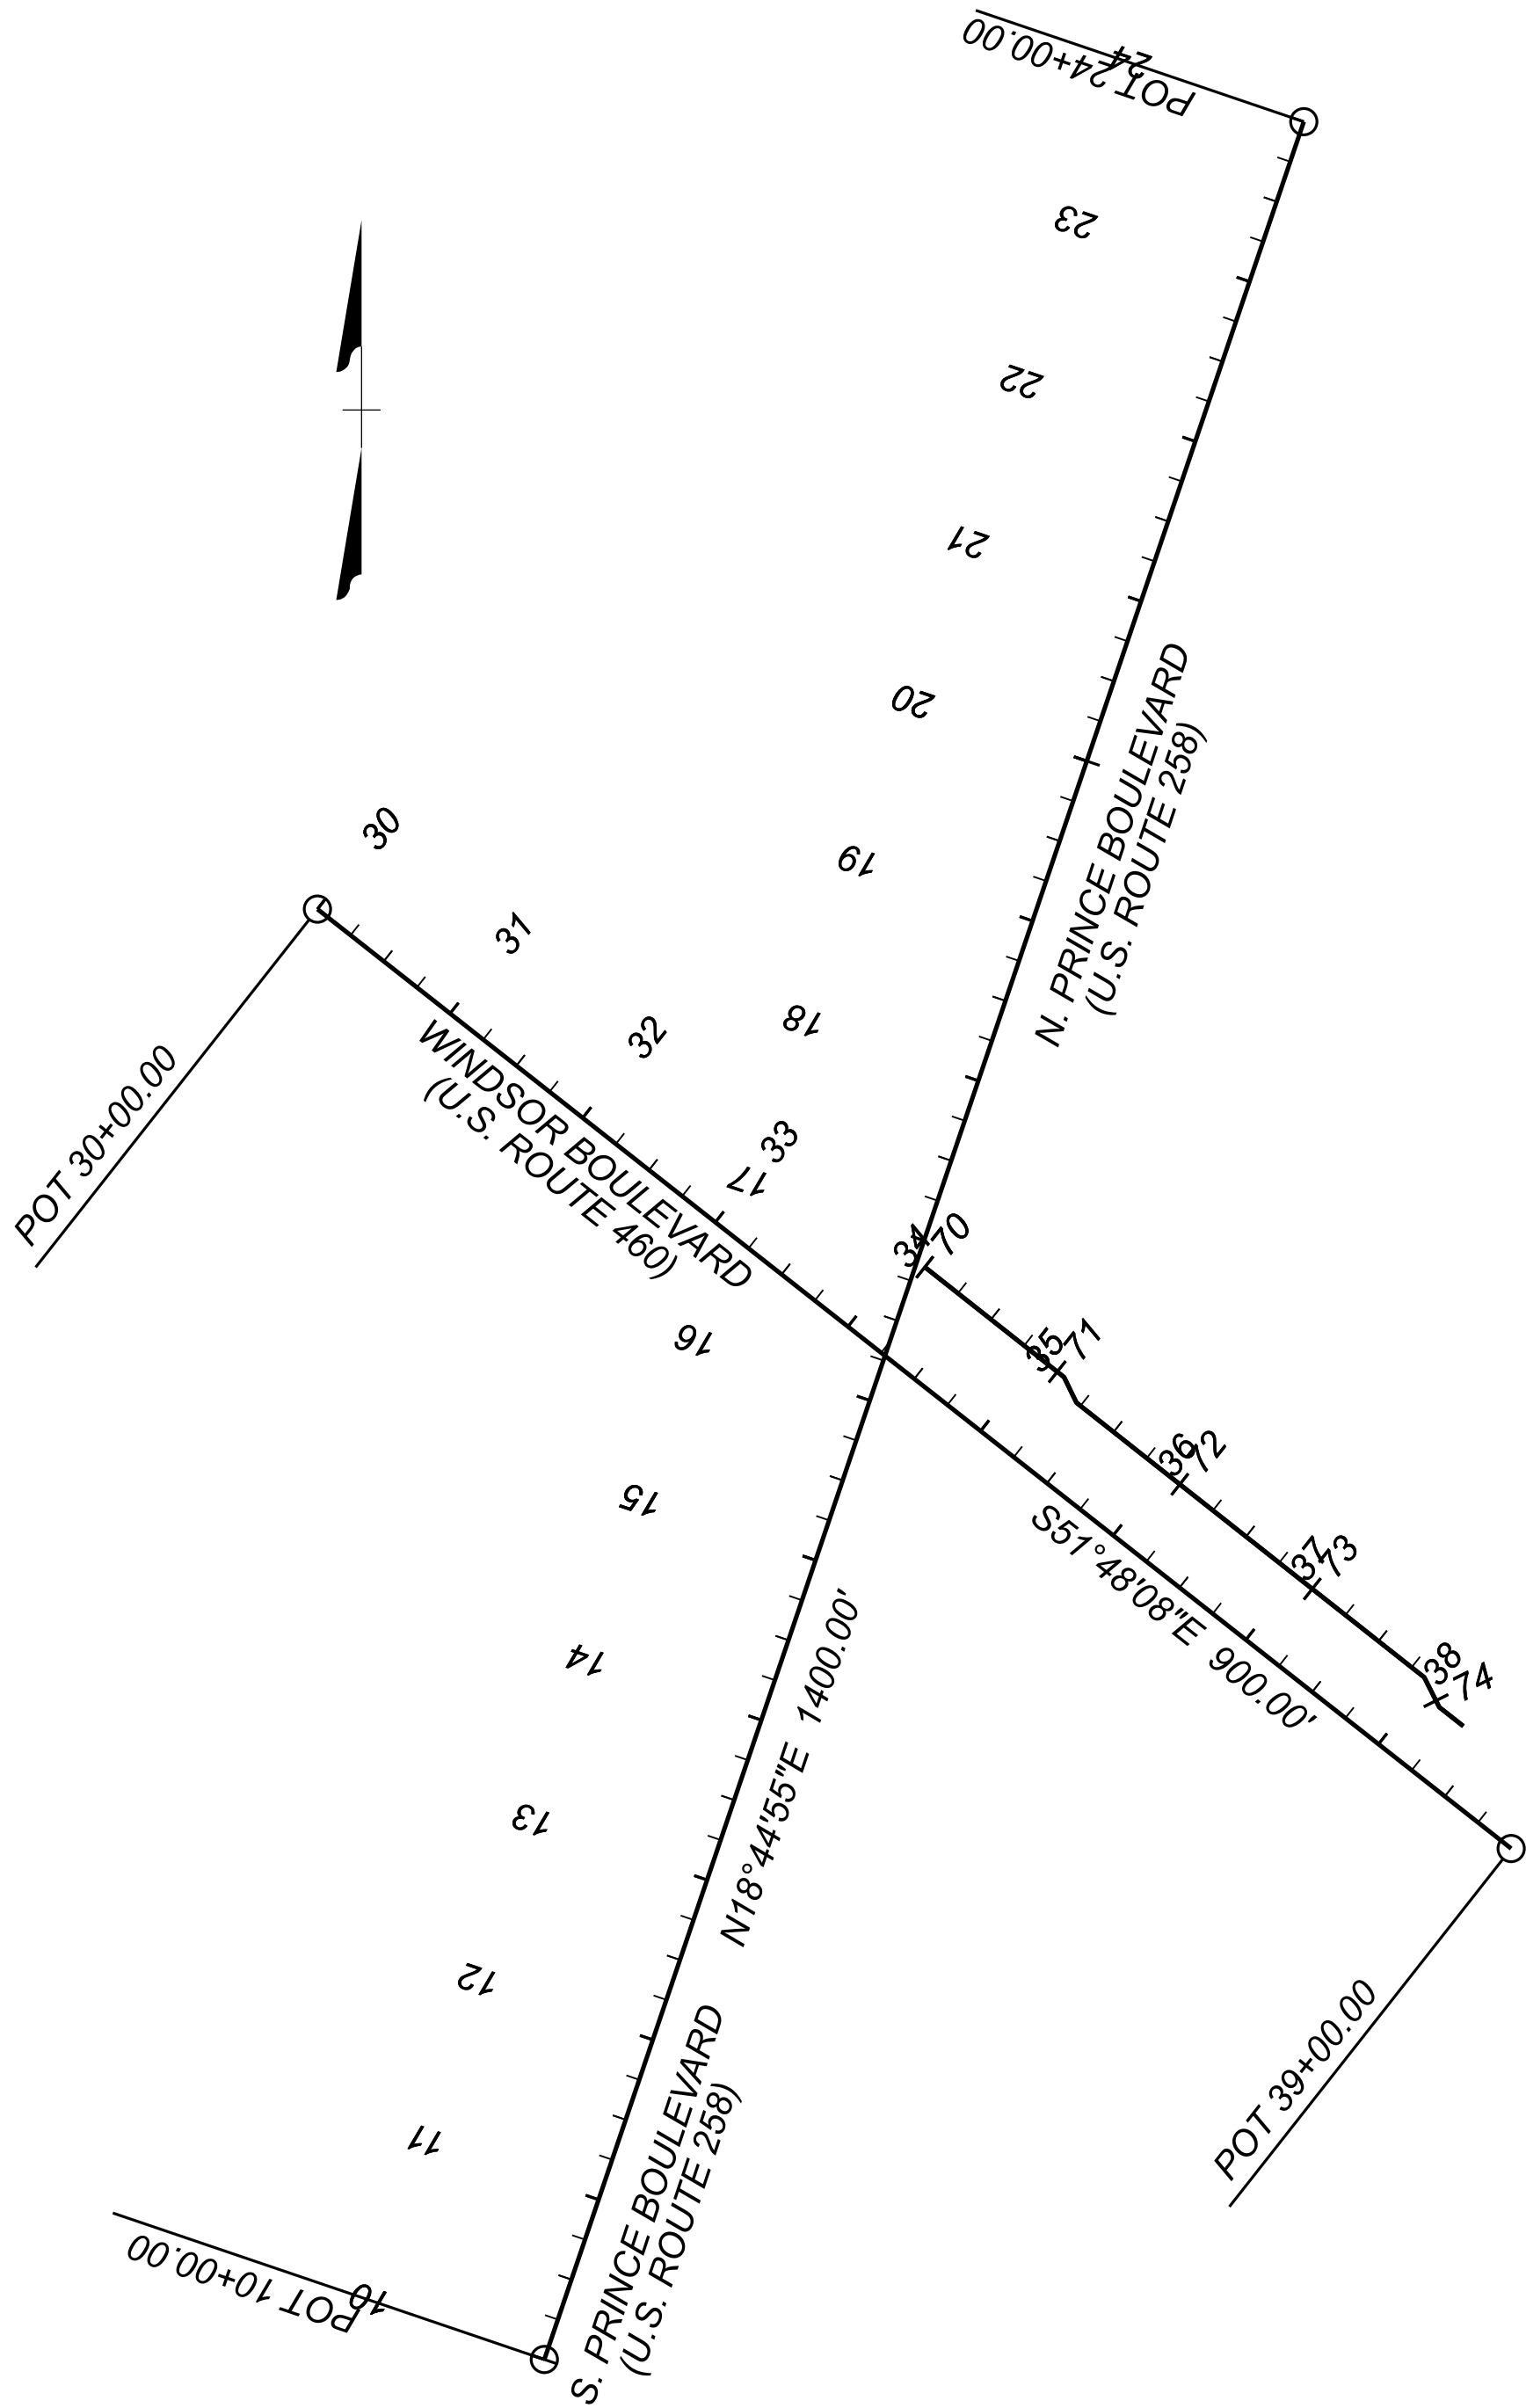 POT 24+00.00
24
23
22
21
20
N. PRINCE BOULEVARD
(U.S. ROUTE 258)
19
18
17
16
15
14
13
12
11
10
POT 10+00.00
S. PRINCE BOULEVARD
(U.S. ROUTE 258)
N18°44'55"E 1400.00'
POT 30+00.00
30
31
32
33
34
35
36
37
38
WINDSOR BOULEVARD
(U.S. ROUTE 460)
70
71
72
73
74
S51°48'08"E 900.00'
POT 39+00.00